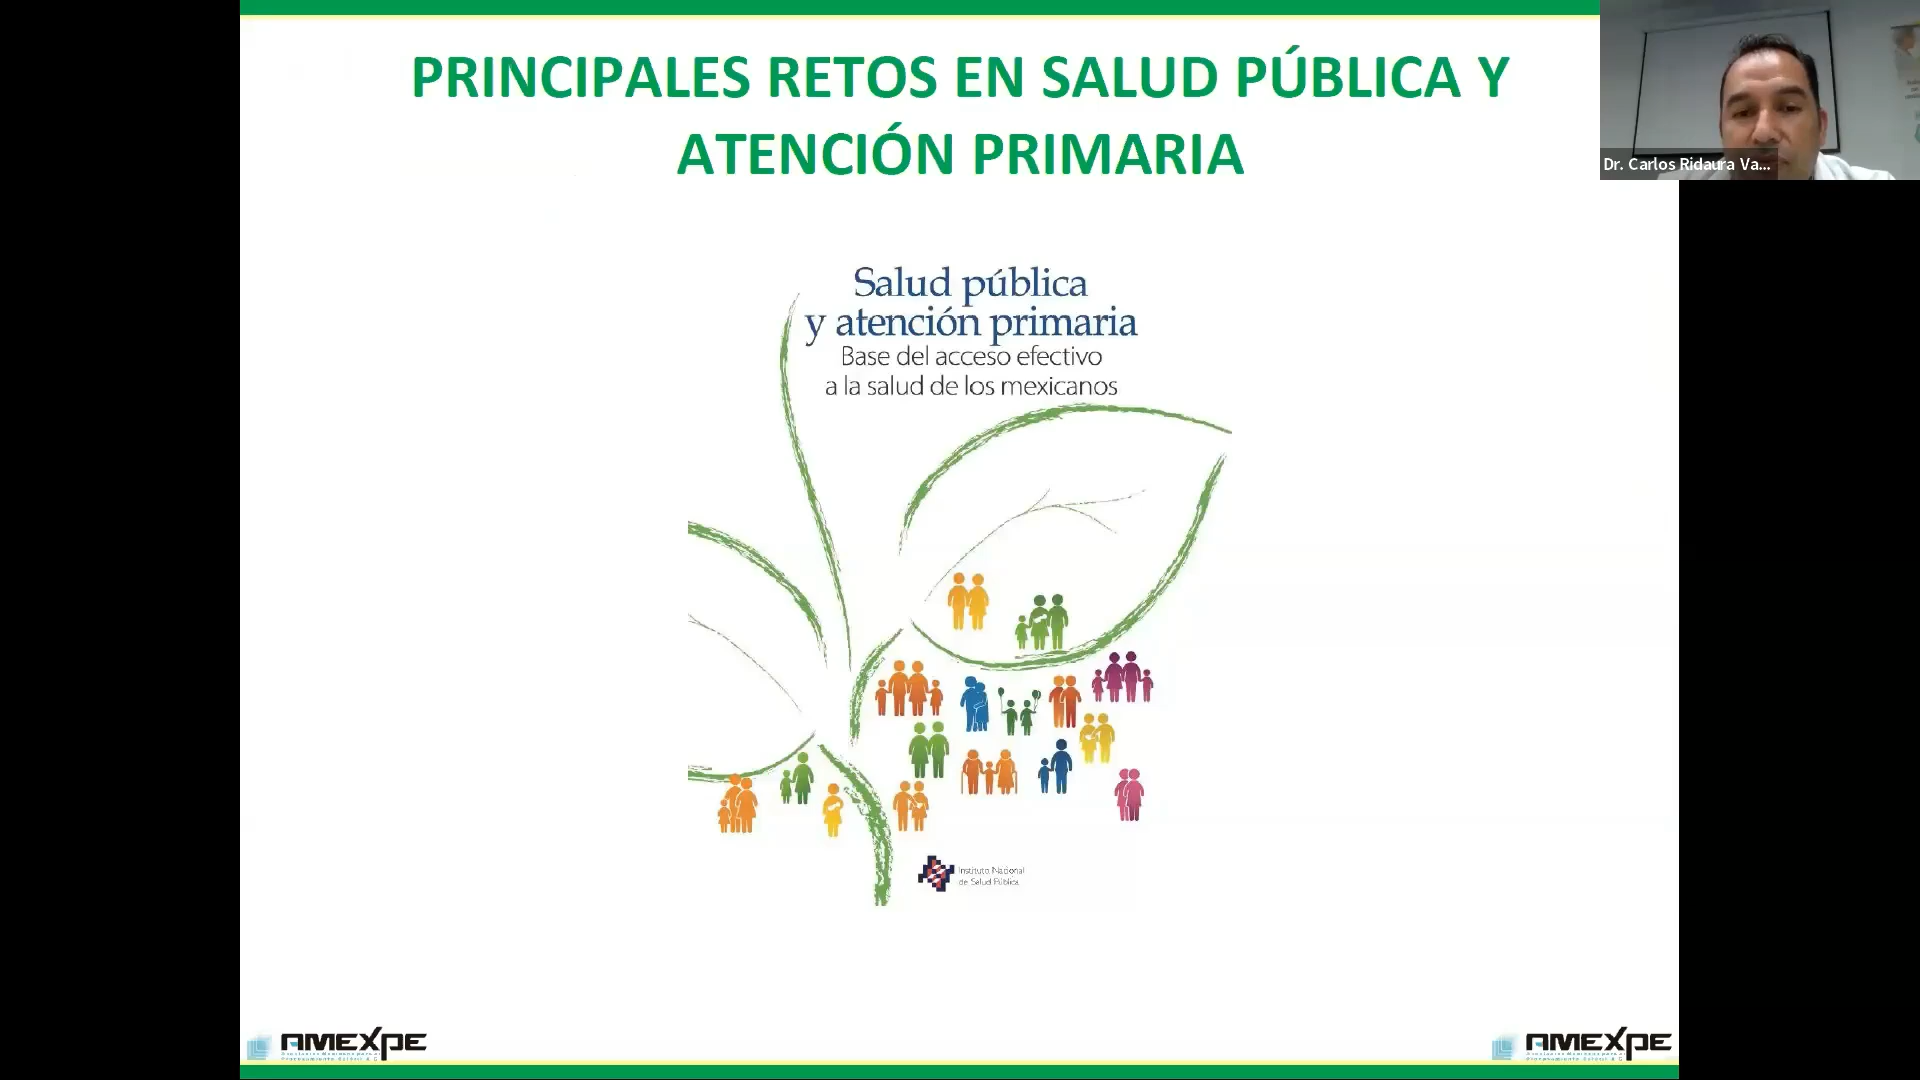 PRINCIPALES RETOS EN SALUD PÚBLICA Y
ATENCIÓN PRIMARIA
Dr. Carlos Ridaura Va...
Salud pública
y atención primaria
Base del acceso efectivo
a la salud de los mexicanos
Instituto Nacional
de Salud Pública
AMEXPE
AMEXPE